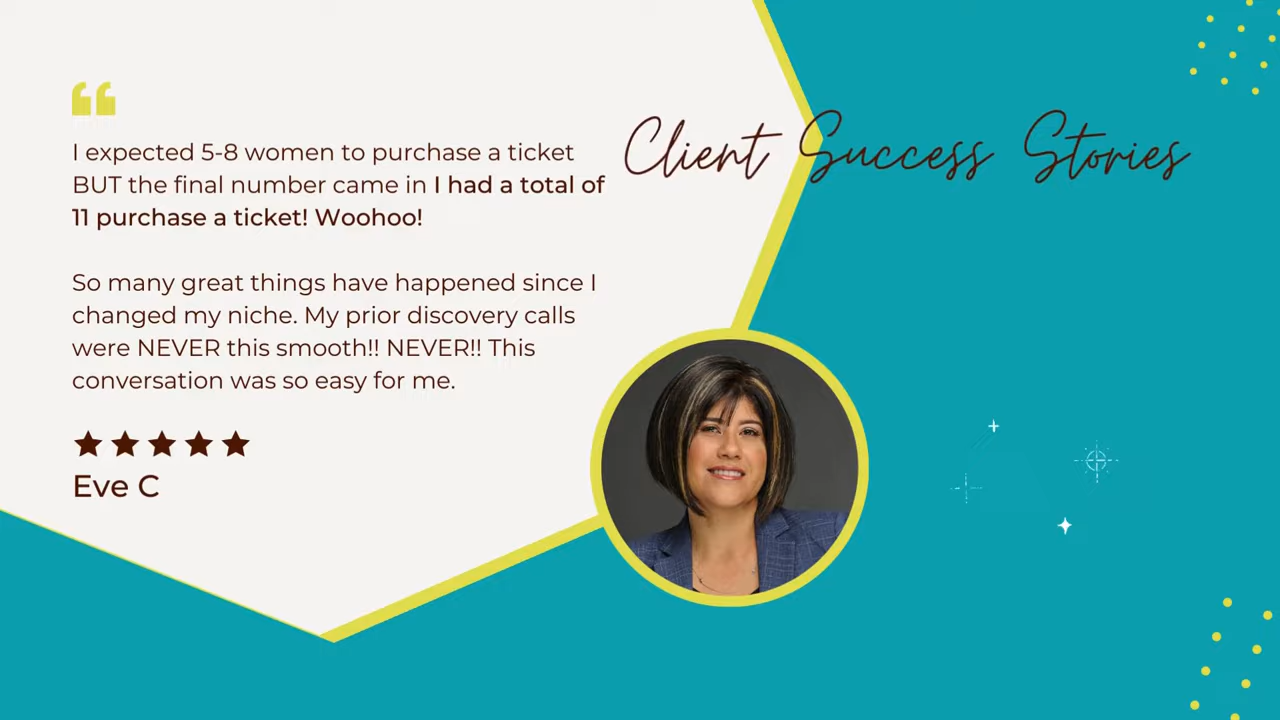 Client Success Stories
“
I expected 5-8 women to purchase a ticket
BUT the final number came in I had a total of
11 purchase a ticket! Woohoo!
So many great things have happened since I
changed my niche. My prior discovery calls
were NEVER this smooth!! NEVER!! This
conversation was so easy for me.
Eve C